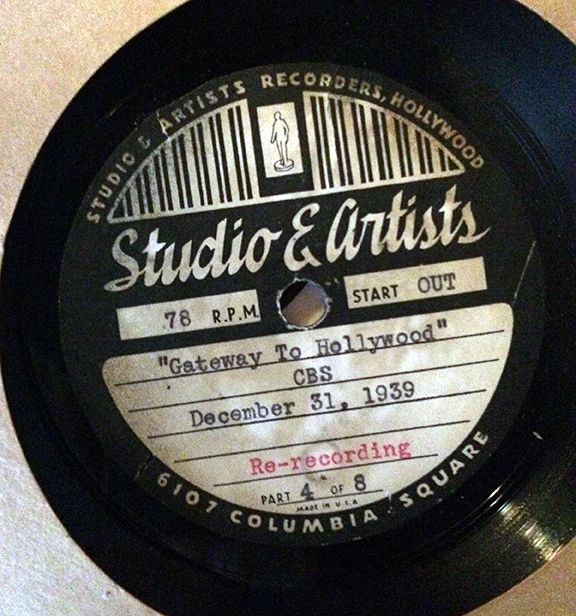 STUDIO & ARTISTS RECORDERS, HOLLYWOOD
Studio & Artists
78 R.P.M.
START OUT
"Gateway To Hollywood"
CBS
December 31, 1939
Re-recording
PART 4 OF 8
MADE IN U.S.A
6107 COLUMBIA SQUARE